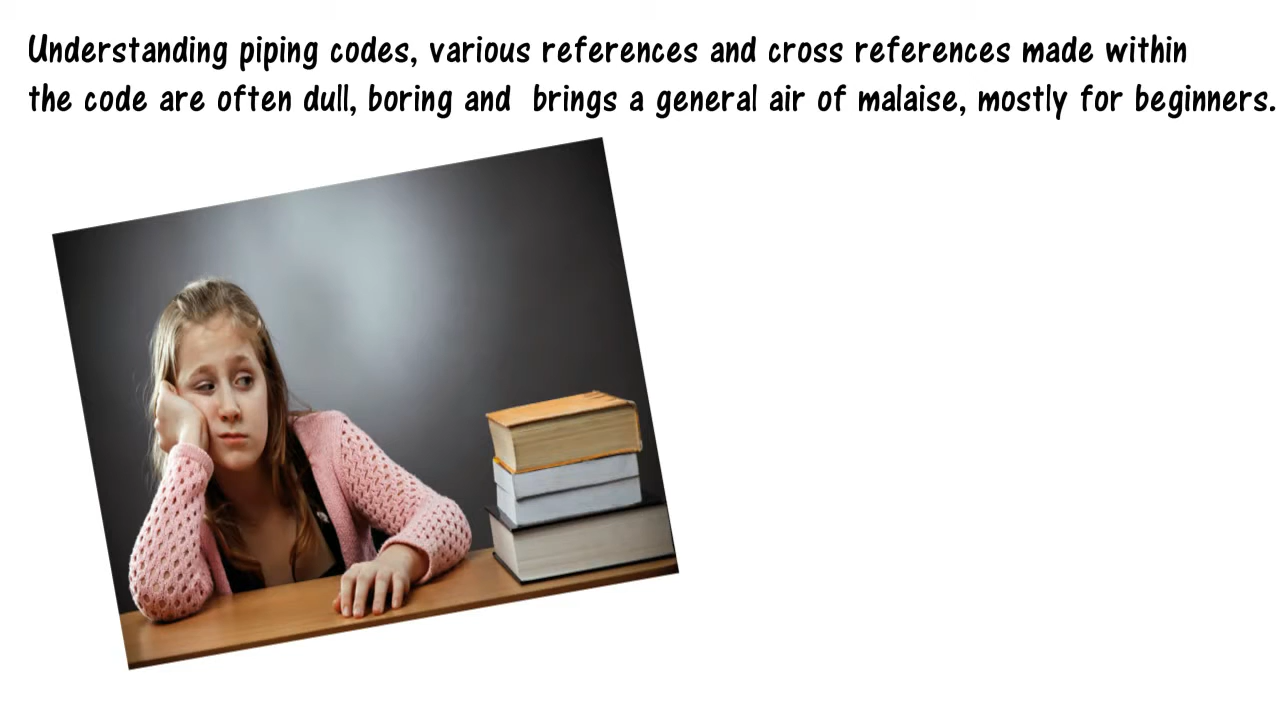 Understanding piping codes, various references and cross references made within
the code are often dull, boring and  brings a general air of malaise, mostly for beginners.